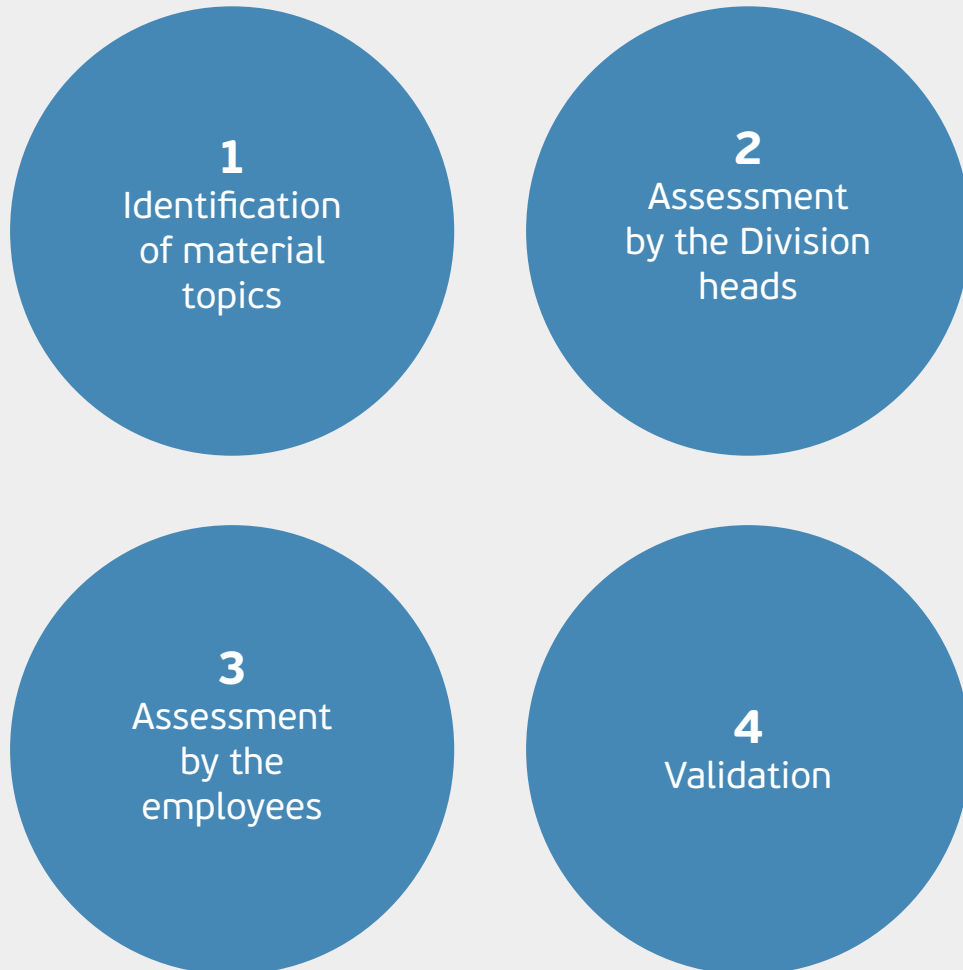 1
Identification
of material
topics
2
Assessment
by the Division
heads
3
Assessment
by the
employees
4
Validation